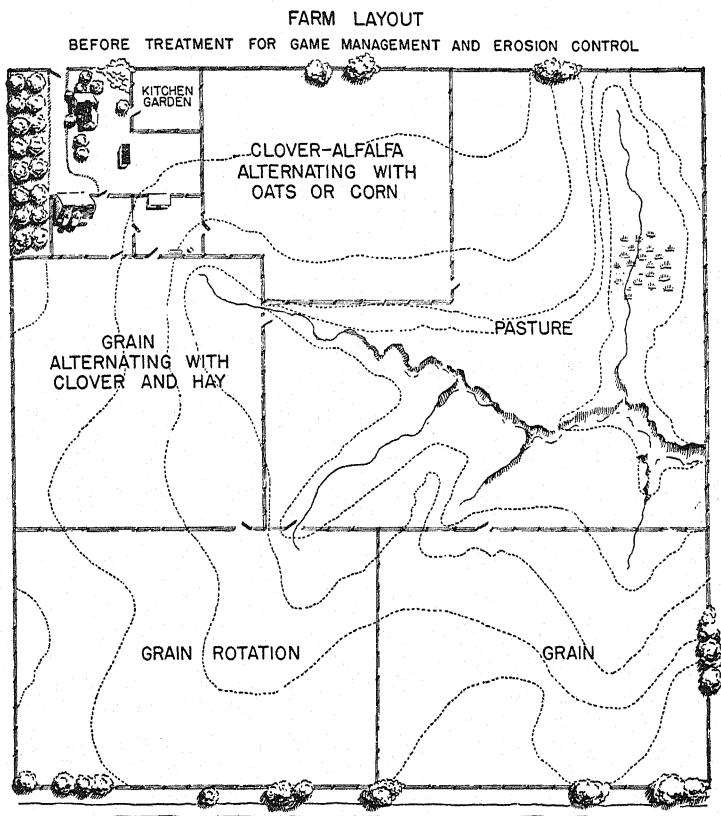 FARM LAYOUT
BEFORE TREATMENT FOR GAME MANAGEMENT AND EROSION CONTROL
KITCHEN
GARDEN
CLOVER-ALFALFA
ALTERNATING WITH
OATS OR CORN
PASTURE
GRAIN
ALTERNATING WITH
CLOVER AND HAY
GRAIN ROTATION
GRAIN